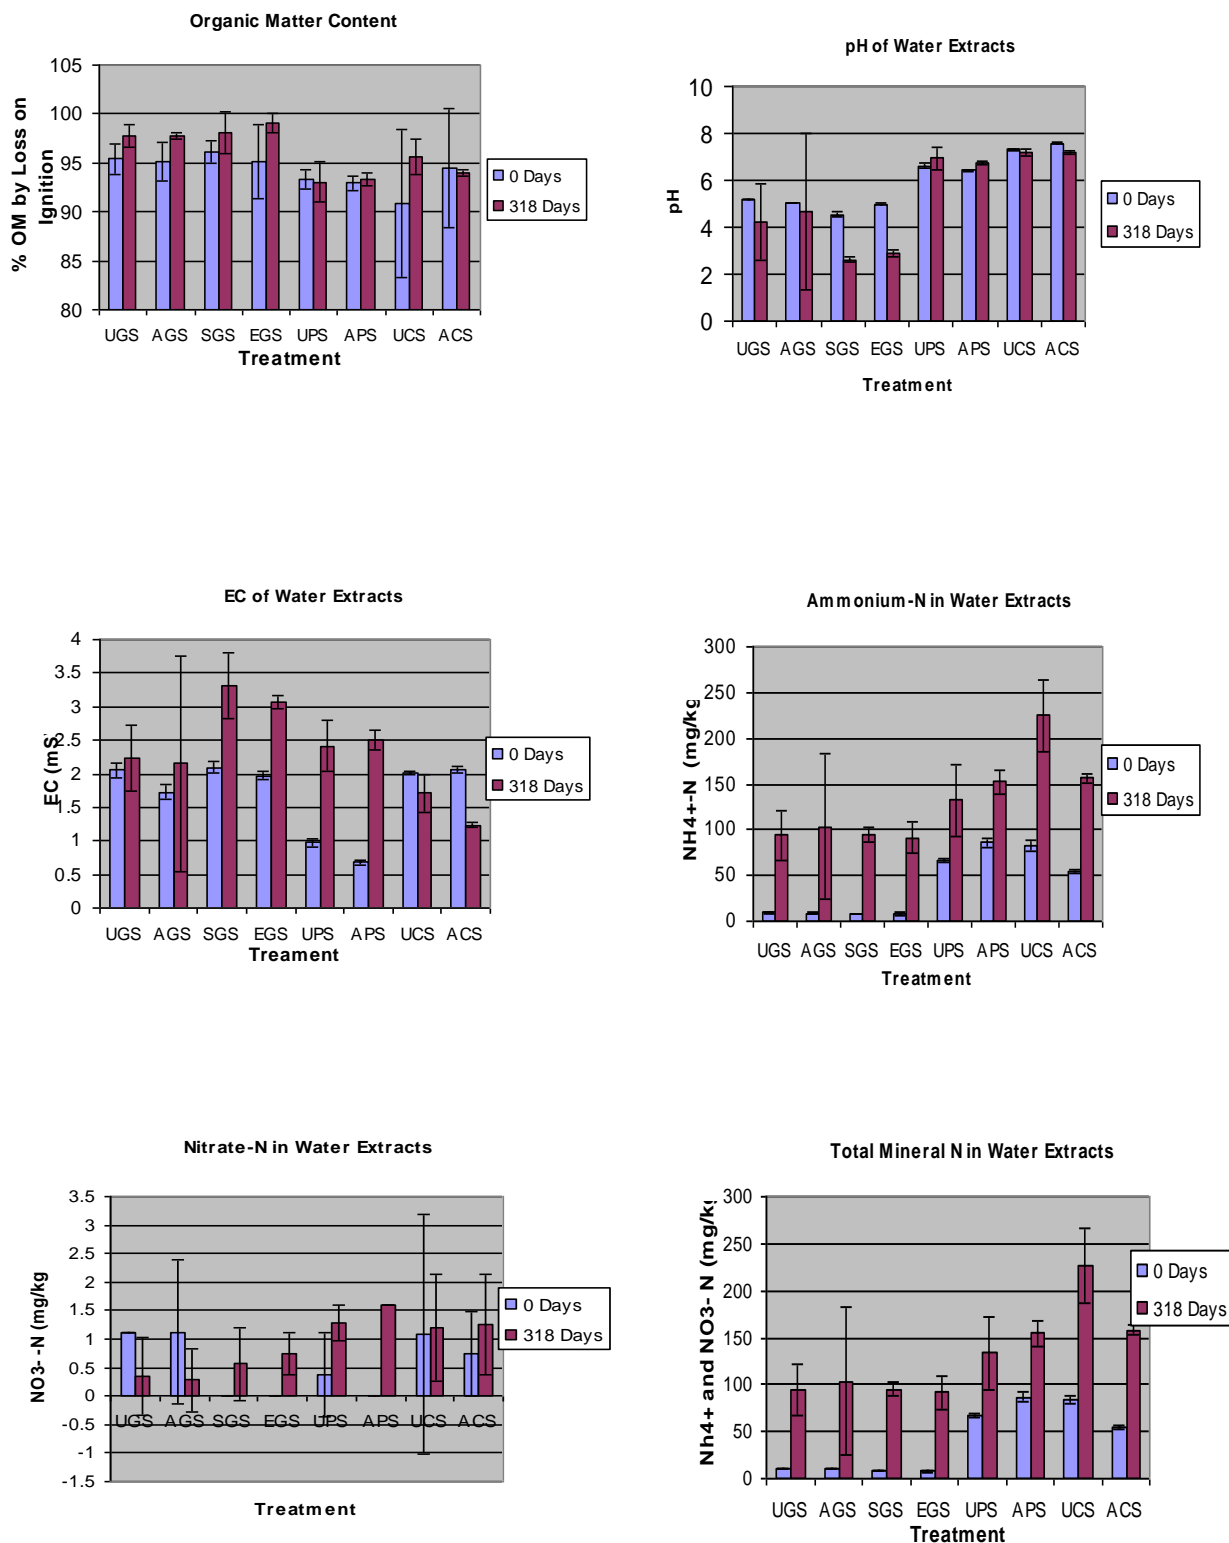 Organic Matter Content
% OM by Loss on
Ignition
105
100
95
90
85
80
UGS AGS SGS EGS UPS APS UCS ACS
Treatment
0 Days
318 Days
pH of Water Extracts
pH
10
8
6
4
2
0
UGS AGS SGS EGS UPS APS UCS ACS
Treatment
0 Days
318 Days
EC of Water Extracts
EC (mS
4
3.5
3
2.5
2
1.5
1
0.5
0
UGS AGS SGS EGS UPS APS UCS ACS
Treament
0 Days
318 Days
Ammonium-N in Water Extracts
NH4+-N (mg/kg
300
250
200
150
100
50
0
UGS AGS SGS EGS UPS APS UCS ACS
Treatment
0 Days
318 Days
Nitrate-N in Water Extracts
NO3--N (mg/kg
3.5
3
2.5
2
1.5
1
0.5
0
-0.5
-1
-1.5
UGS AGS SGS EGS UPS APS UCS ACS
Treatment
0 Days
318 Days
Total Mineral N in Water Extracts
Nh4+ and NO3- N (mg/kg
300
250
200
150
100
50
0
UGS AGS SGS EGS UPS APS UCS ACS
Treatment
0 Days
318 Days